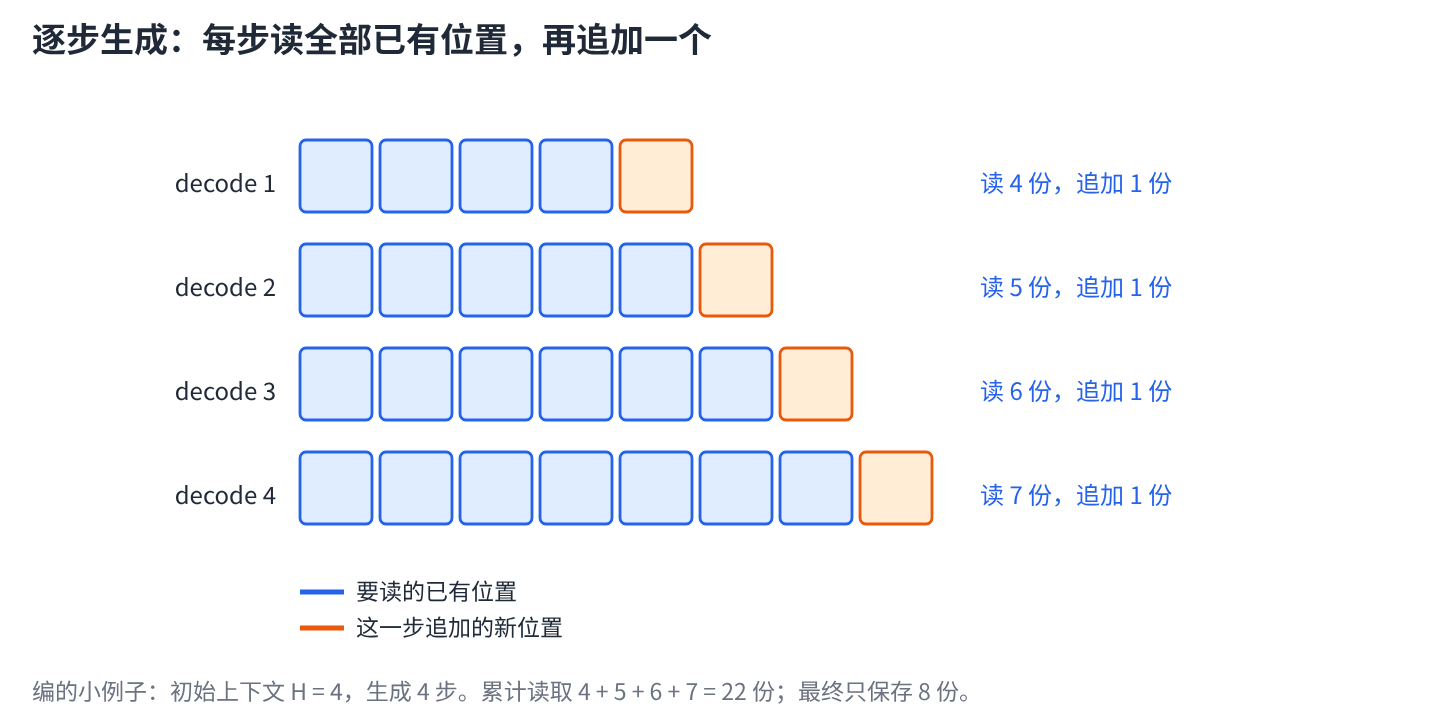 逐步生成：每步读全部已有位置，再追加一个
decode 1
读 4 份，追加 1 份
decode 2
读 5 份，追加 1 份
decode 3
读 6 份，追加 1 份
decode 4
读 7 份，追加 1 份
要读的已有位置
这一步追加的新位置
编的小例子：初始上下文 H = 4，生成 4 步。累计读取 4 + 5 + 6 + 7 = 22 份；最终只保存 8 份。